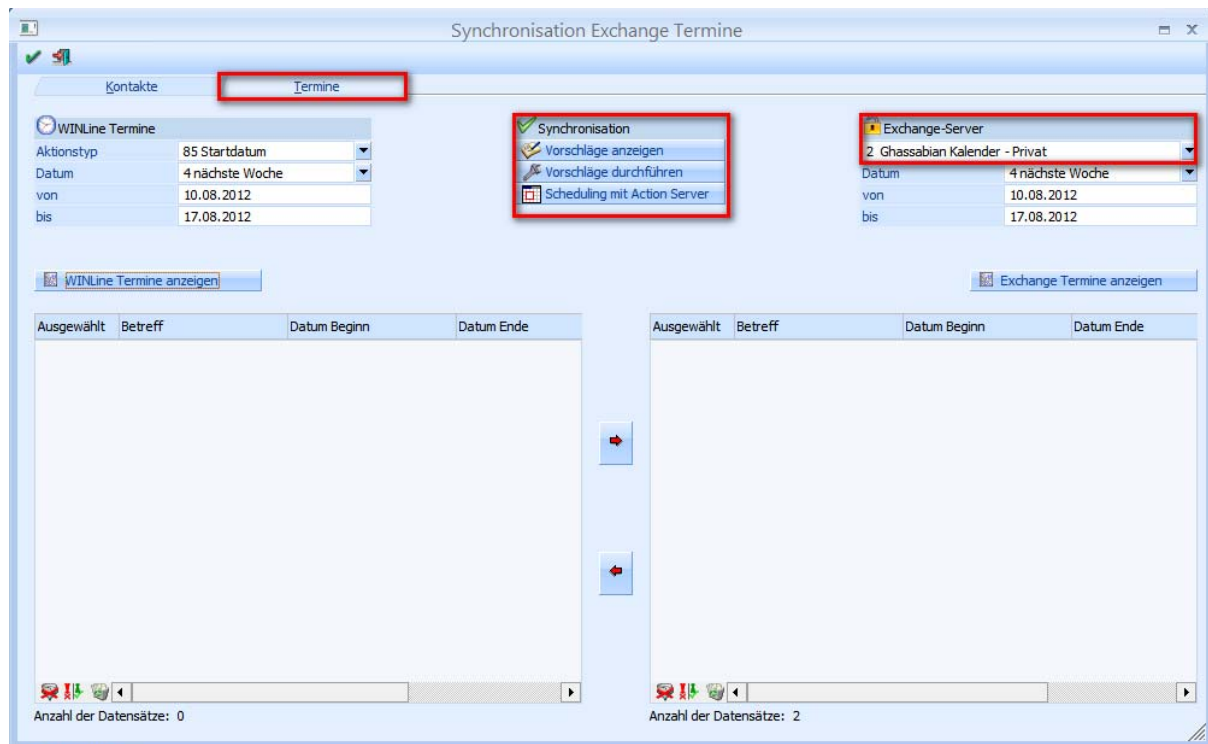 Synchronisation Exchange Termine
Kontakte Termine
WINLine Termine
Aktionstyp 85 Startdatum
Datum 4 nächste Woche
von 10.08.2012
bis 17.08.2012
Synchronisation
Vorschläge anzeigen
Vorschläge durchführen
Scheduling mit Action Server
Exchange-Server
2 Ghassabian Kalender - Privat
Datum 4 nächste Woche
von 10.08.2012
bis 17.08.2012
WINLine Termine anzeigen
Exchange Termine anzeigen
Ausgewählt Betreff Datum Beginn Datum Ende
Ausgewählt Betreff Datum Beginn Datum Ende
Anzahl der Datensätze: 0
Anzahl der Datensätze: 2